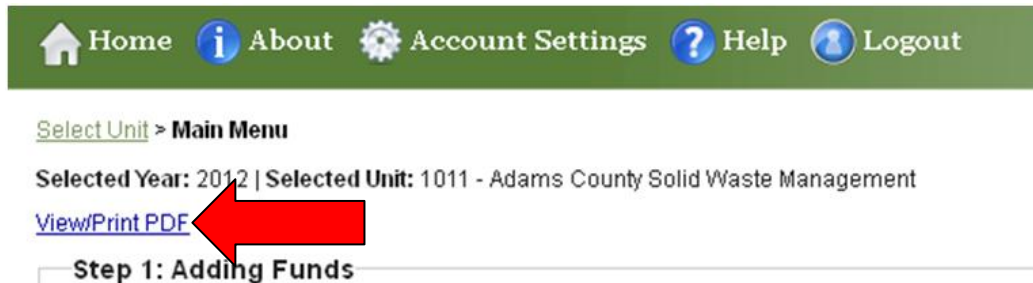 Home About Account Settings Help Logout
Select Unit > Main Menu
Selected Year: 2012 | Selected Unit: 1011 - Adams County Solid Waste Management
View/Print PDF
Step 1: Adding Funds